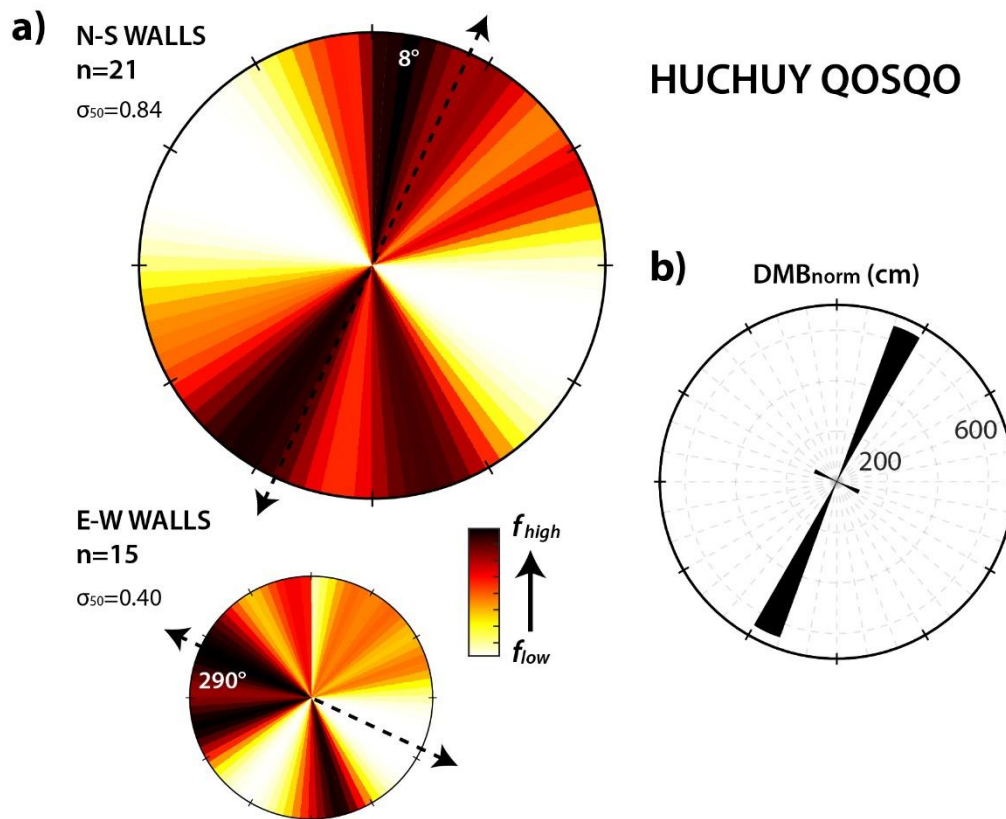 a)
N-S WALLS
n=21
σ50=0.84
8°
HUCHUY QOSQO
b)
DMBnorm (cm)
600
200
E-W WALLS
n=15
σ50=0.40
290°
fhigh
flow